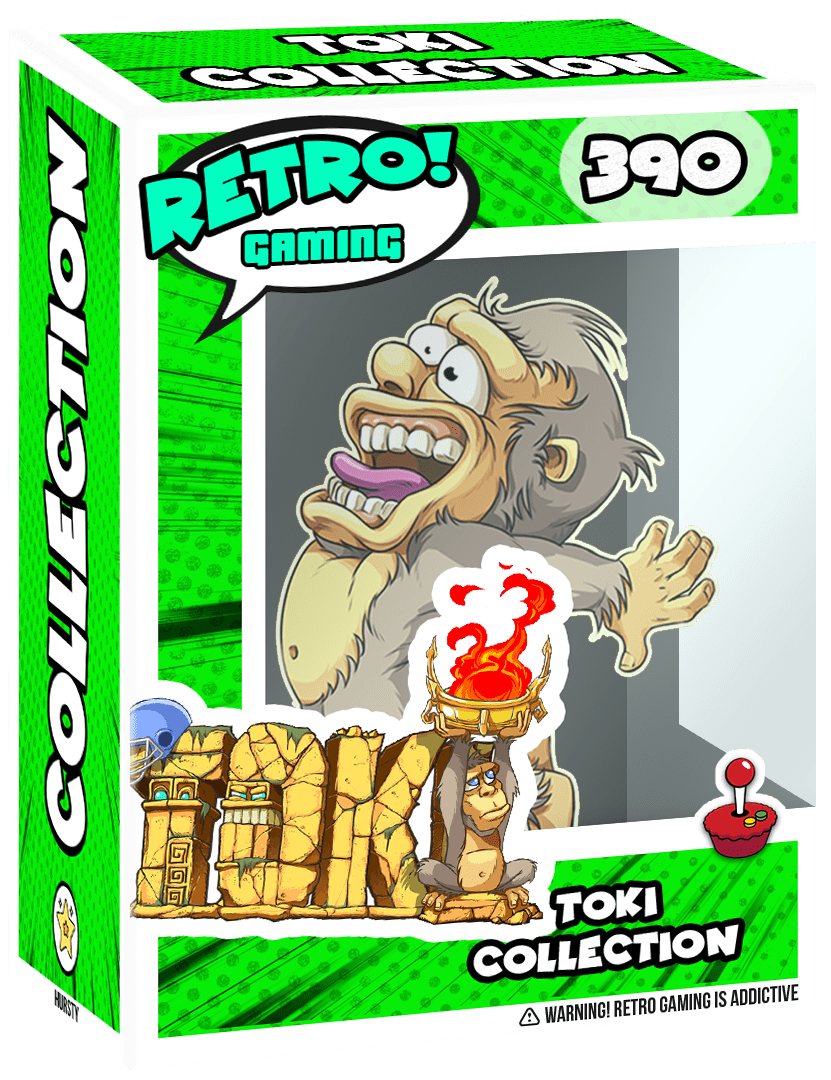 TOKI
COLLECTION
RETRO!
GAMING
390
COLLECTION
TOKI
TOKI
COLLECTION
HURSTY
WARNING! RETRO GAMING IS ADDICTIVE